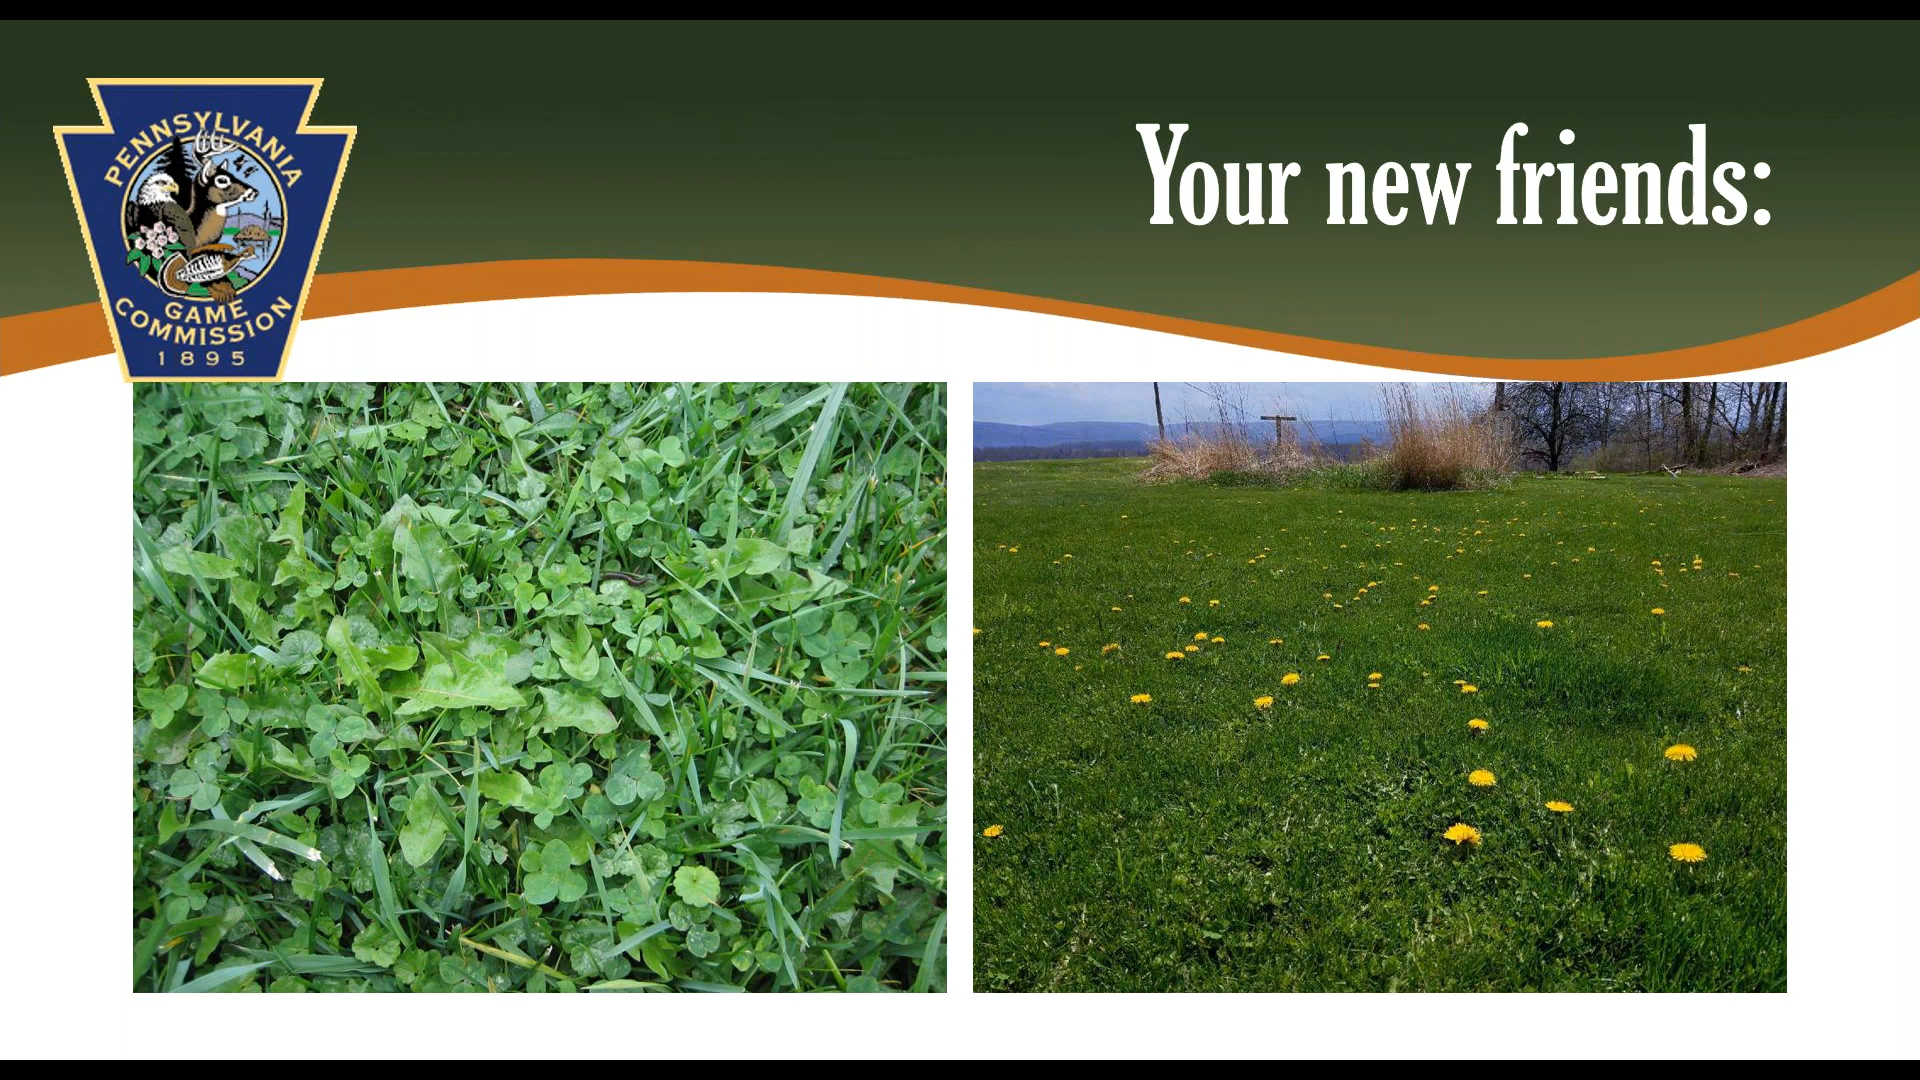 Your new friends:
PENNSYLVANIA
GAME
COMMISSION
1895